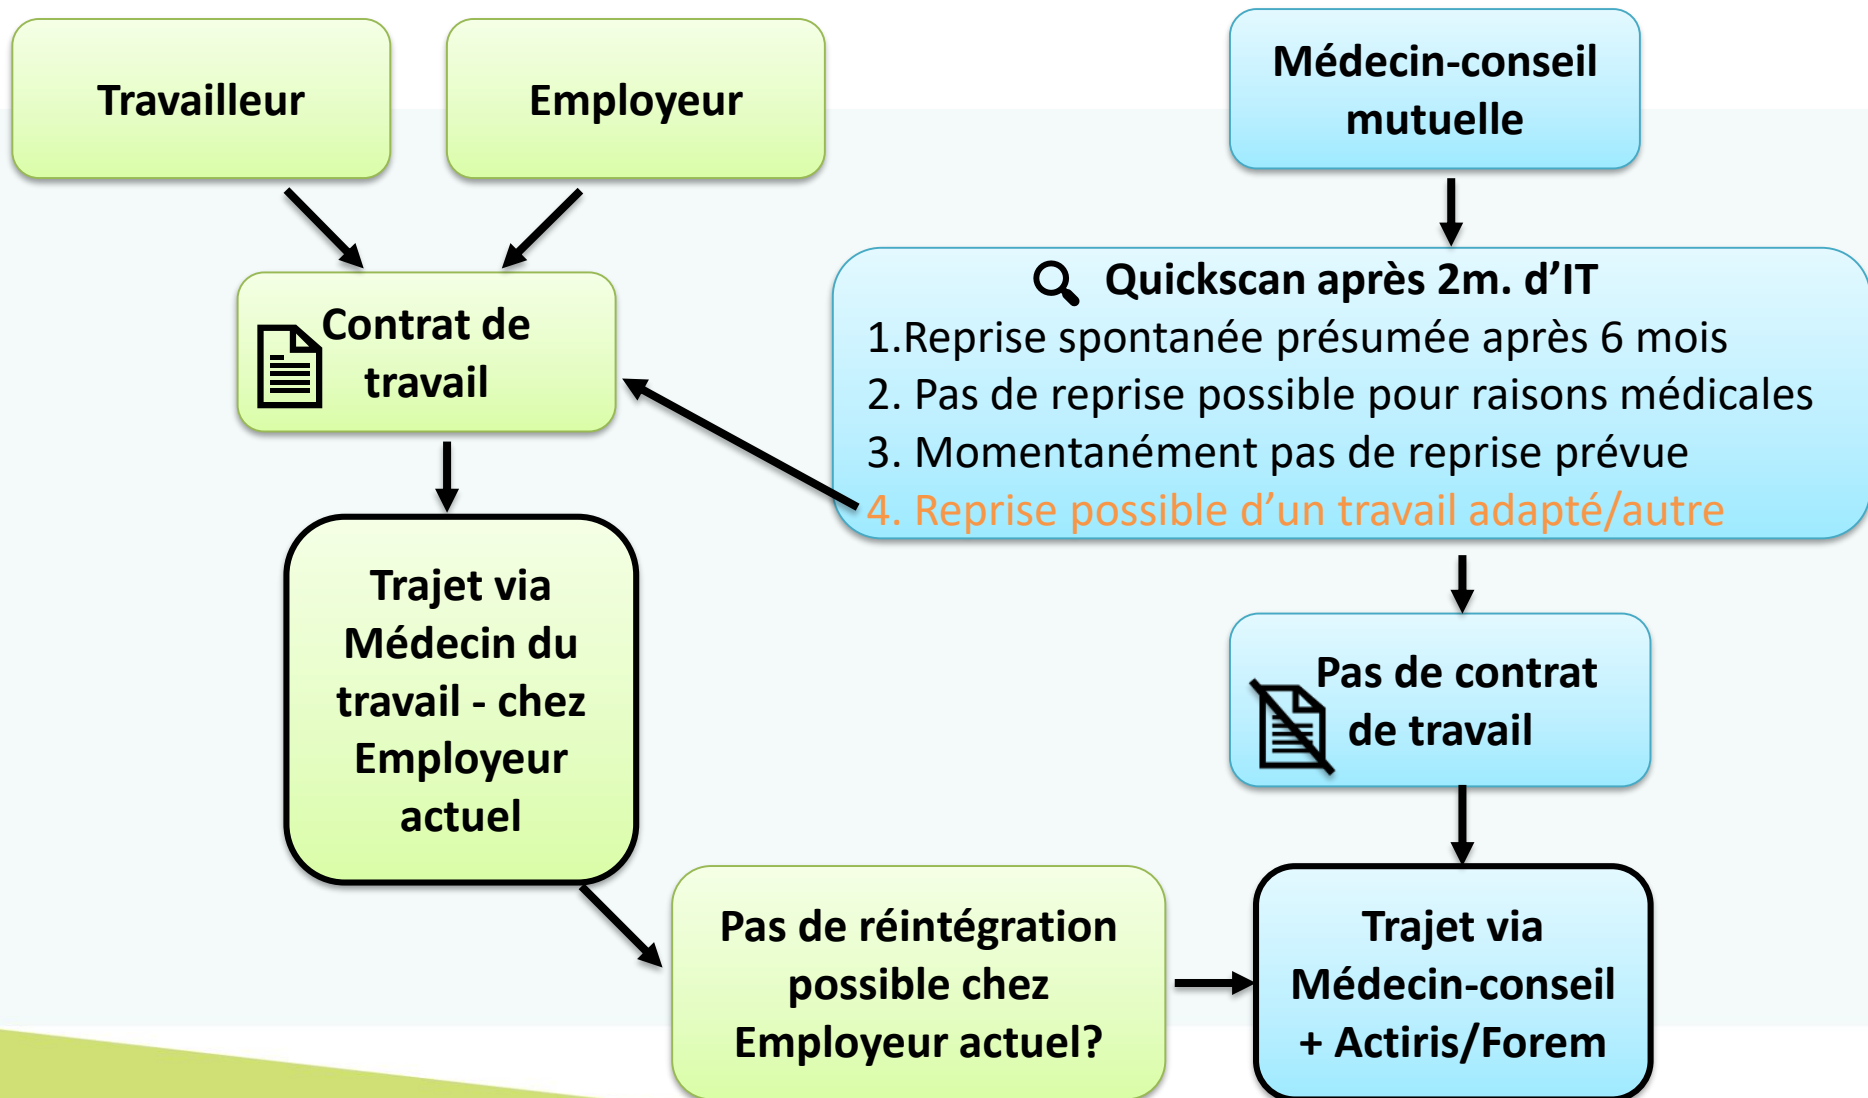 Travailleur
Employeur
Médecin-conseil
mutuelle
Contrat de
travail
Quickscan après 2m. d’IT
1.Reprise spontanée présumée après 6 mois
2. Pas de reprise possible pour raisons médicales
3. Momentanément pas de reprise prévue
4. Reprise possible d’un travail adapté/autre
Trajet via
Médecin du
travail - chez
Employeur
actuel
Pas de contrat
de travail
Pas de réintégration
possible chez
Employeur actuel?
Trajet via
Médecin-conseil
+ Actiris/Forem